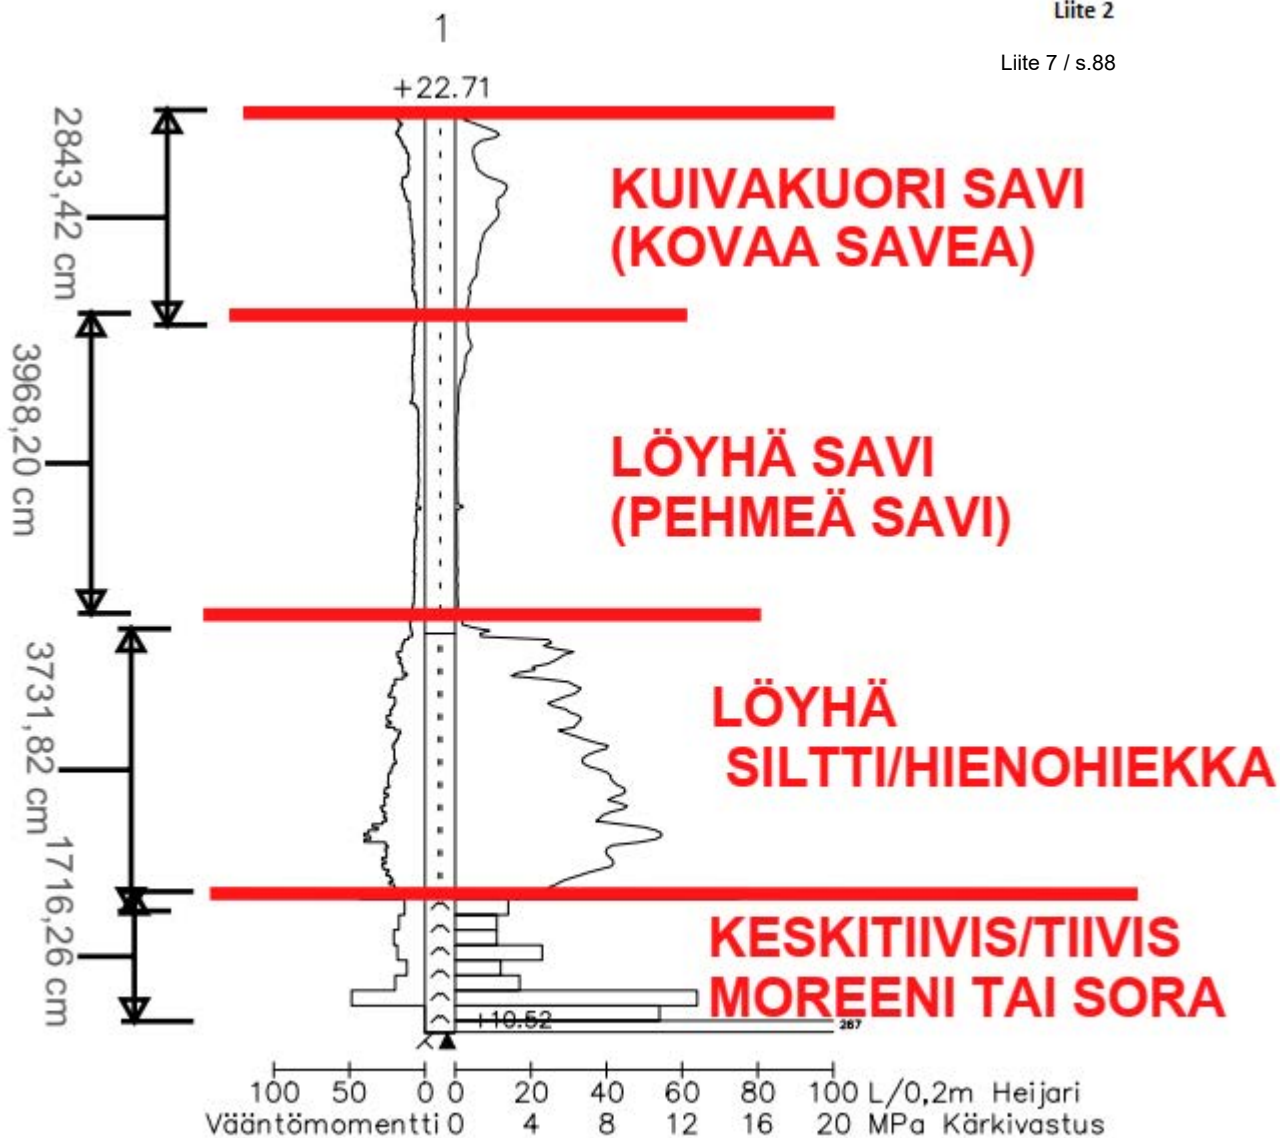 Liite 2
1
Liite 7 / s.88
+22.71
2843,42 cm
KUIVAKUORI SAVI
(KOVAA SAVEA)
3968,20 cm
LÖYHÄ SAVI
(PEHMEÄ SAVI)
3731,82 cm
LÖYHÄ
SILTTI/HIENOHIEKKA
1716,26 cm
KESKITIIVIS/TIIVIS
MOREENI TAI SORA
+10.52
267
100 50 0 0 20 40 60 80 100 L/0,2m Heijari
Vääntömomentti 0 4 8 12 16 20 MPa Kärkivastus